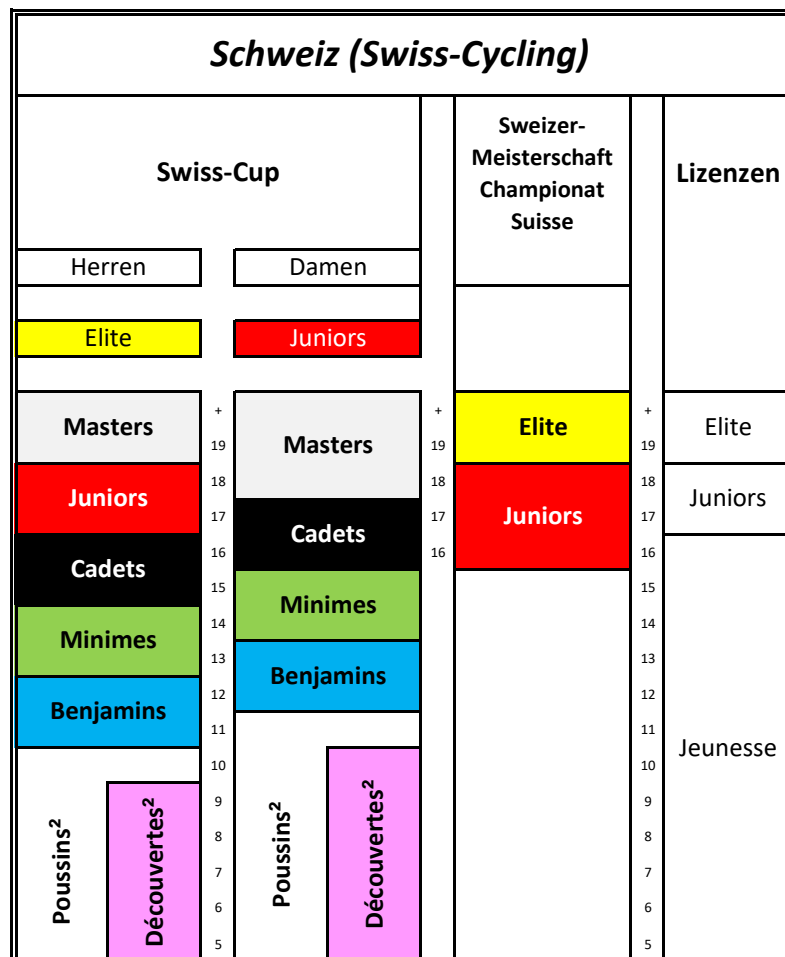 Schweiz (Swiss-Cycling)
Swiss-Cup
Sweizer-
Meisterschaft
Championat
Suisse
Lizenzen
Herren
Damen
Elite
Juniors
Masters
Juniors
Cadets
Minimes
Benjamins
Poussins²
Découvertes²
+
19
18
17
16
15
14
13
12
11
10
9
8
7
6
5
Masters
Cadets
Minimes
Benjamins
Poussins²
Découvertes²
+
19
18
17
16
Elite
Juniors
+
19
18
17
16
15
14
13
12
11
10
9
8
7
6
5
Elite
Juniors
Jeunesse